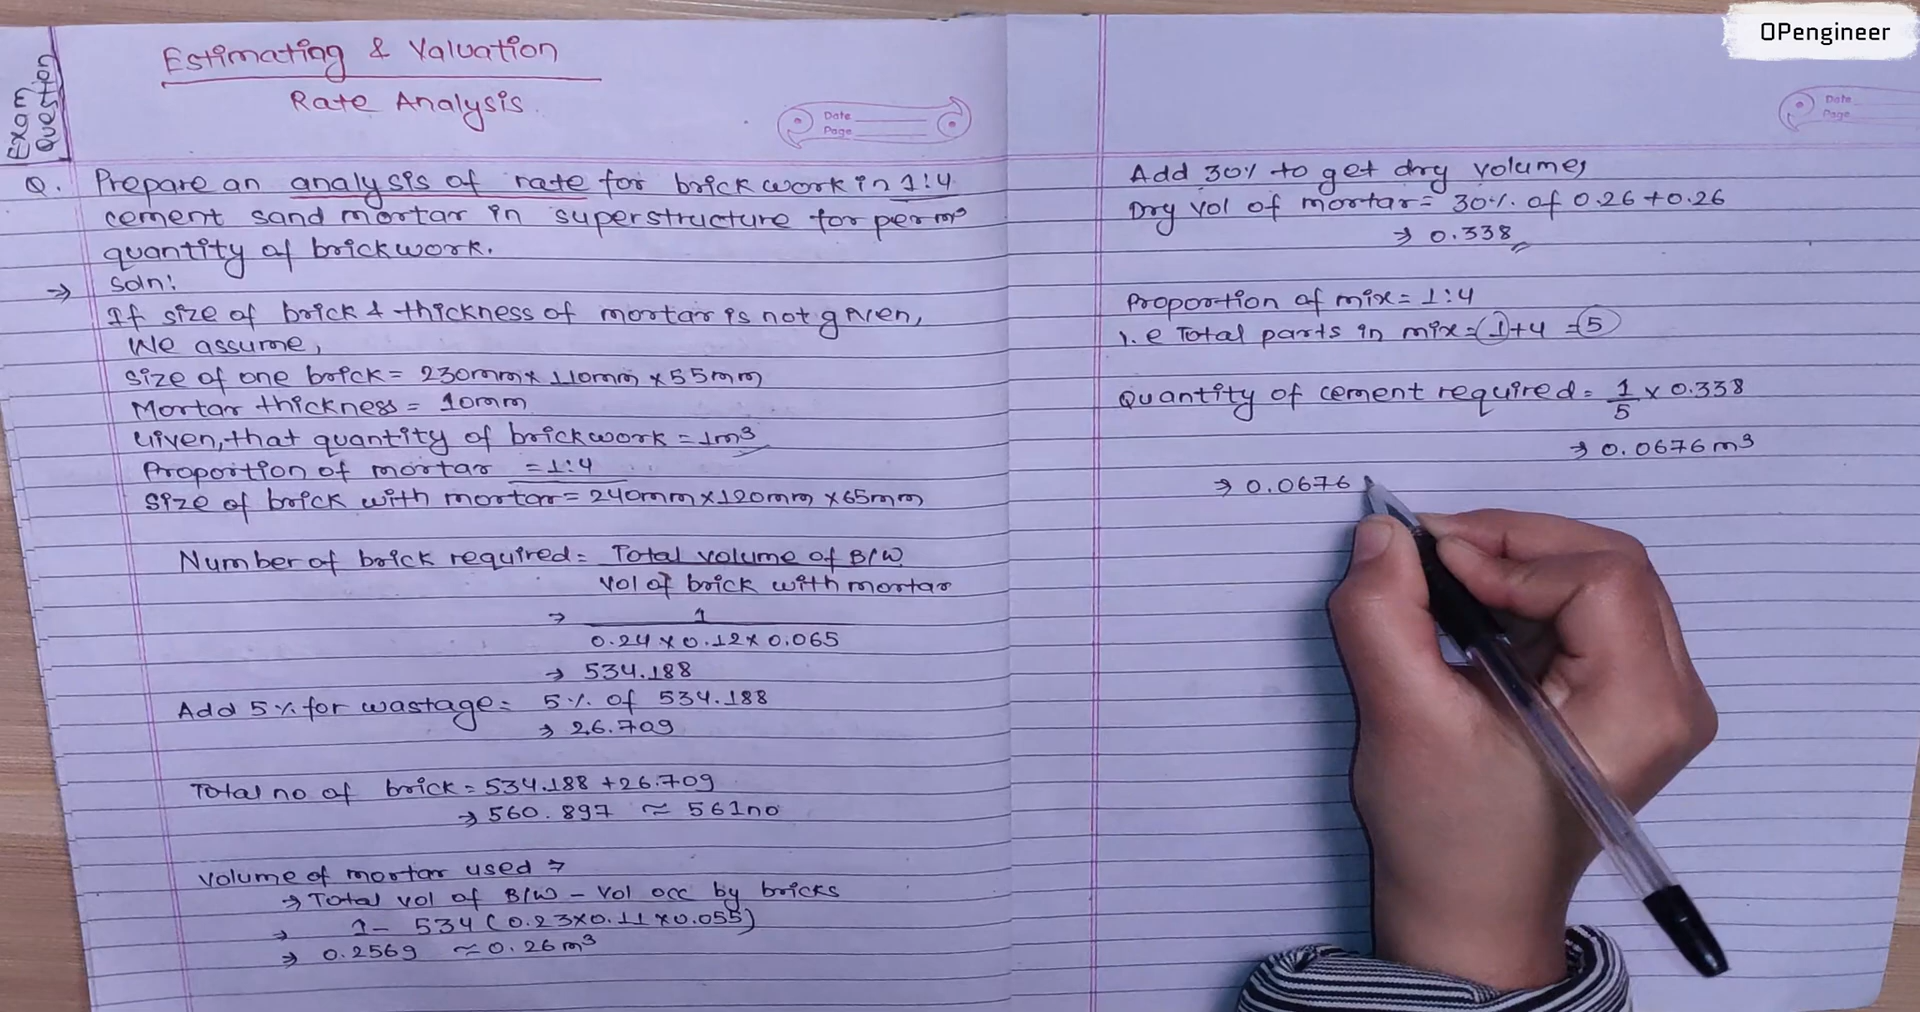 OPengineer
Exam
Question
Estimating & Valuation
Rate Analysis.
Date
Page
Q. Prepare an analysis of rate for brickwork in 1:4
cement sand mortar in superstructure for per m³
quantity of brickwork.
→ Soln:
If size of brick & thickness of mortar is not given,
We assume,
Size of one brick = 230mm x 110mm x 55mm
Mortar thickness = 10mm
Given, that quantity of brickwork = 1m³
Proportion of mortar = 1:4
Size of brick with mortar = 240mm x 120mm x 65mm
Number of brick required = Total volume of B/W
Vol of brick with mortar
→ 1
0.24 x 0.12 x 0.065
→ 534.188
Add 5% for wastage = 5% of 534.188
→ 26.709
Total no of brick = 534.188 + 26.709
→ 560.897 ≈ 561no
Volume of mortar used →
→ Total vol of B/W - Vol occ by bricks
→ 1 - 534 (0.23x0.11x0.055)
→ 0.2569 ≈ 0.26m³
Date
Page
Add 30% to get dry volume,
Dry vol of mortar = 30% of 0.26 + 0.26
→ 0.338
Proportion of mix = 1:4
i.e Total parts in mix = 1+4 = 5
Quantity of cement required = 1/5 x 0.338
→ 0.0676m³
→ 0.0676